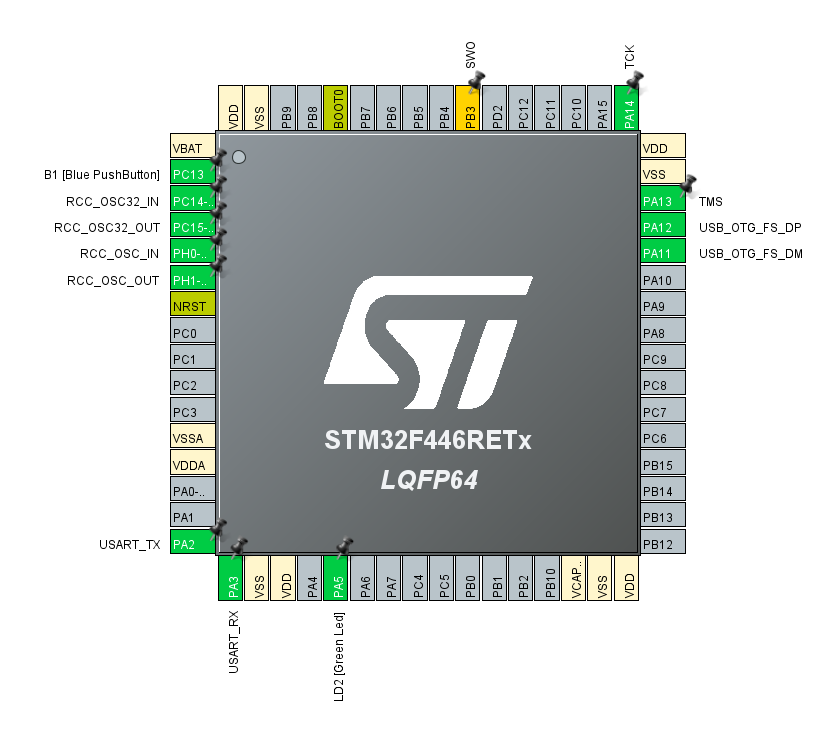 SWO
TCK
VDD
VSS
PB9
PB8
BOOT0
PB7
PB6
PB5
PB4
PB3
PD2
PC12
PC11
PC10
PA15
PA14
VBAT
B1 [Blue PushButton] PC13
RCC_OSC32_IN PC14-..
RCC_OSC32_OUT PC15-..
RCC_OSC_IN PH0-..
RCC_OSC_OUT PH1-..
NRST
PC0
PC1
PC2
PC3
VSSA
VDDA
PA0-..
PA1
USART_TX PA2
VDD
VSS
PA13 TMS
PA12 USB_OTG_FS_DP
PA11 USB_OTG_FS_DM
PA10
PA9
PA8
PC9
PC8
PC7
PC6
PB15
PB14
PB13
PB12
ST
STM32F446RETx
LQFP64
PA3
VSS
VDD
PA4
PA5
PA6
PA7
PC4
PC5
PB0
PB1
PB2
PB10
VCAP..
VSS
VDD
USART_RX
LD2 [Green Led]